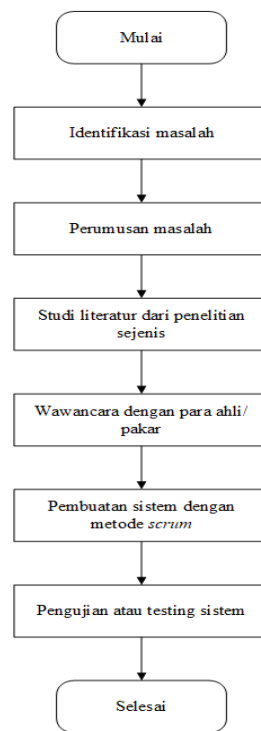 Mulai
Identifikasi masalah
Perumusan masalah
Studi literatur dari penelitian
sejenis
Wawancara dengan para ahli/
pakar
Pembuatan sistem dengan
metode scrum
Pengujian atau testing sistem
Selesai